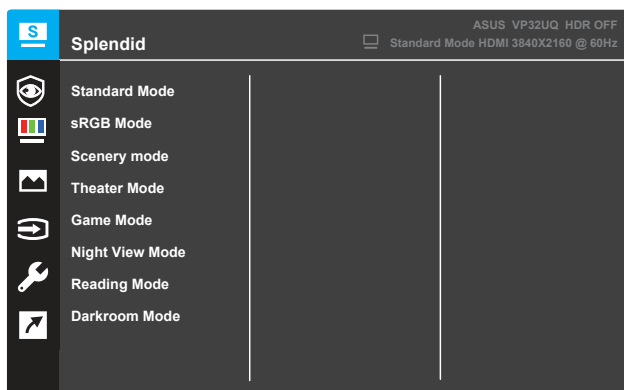 S
ASUS VP32UQ HDR OFF
Splendid
Standard Mode HDMI 3840X2160 @ 60Hz
Standard Mode
sRGB Mode
Scenery mode
Theater Mode
Game Mode
Night View Mode
Reading Mode
Darkroom Mode